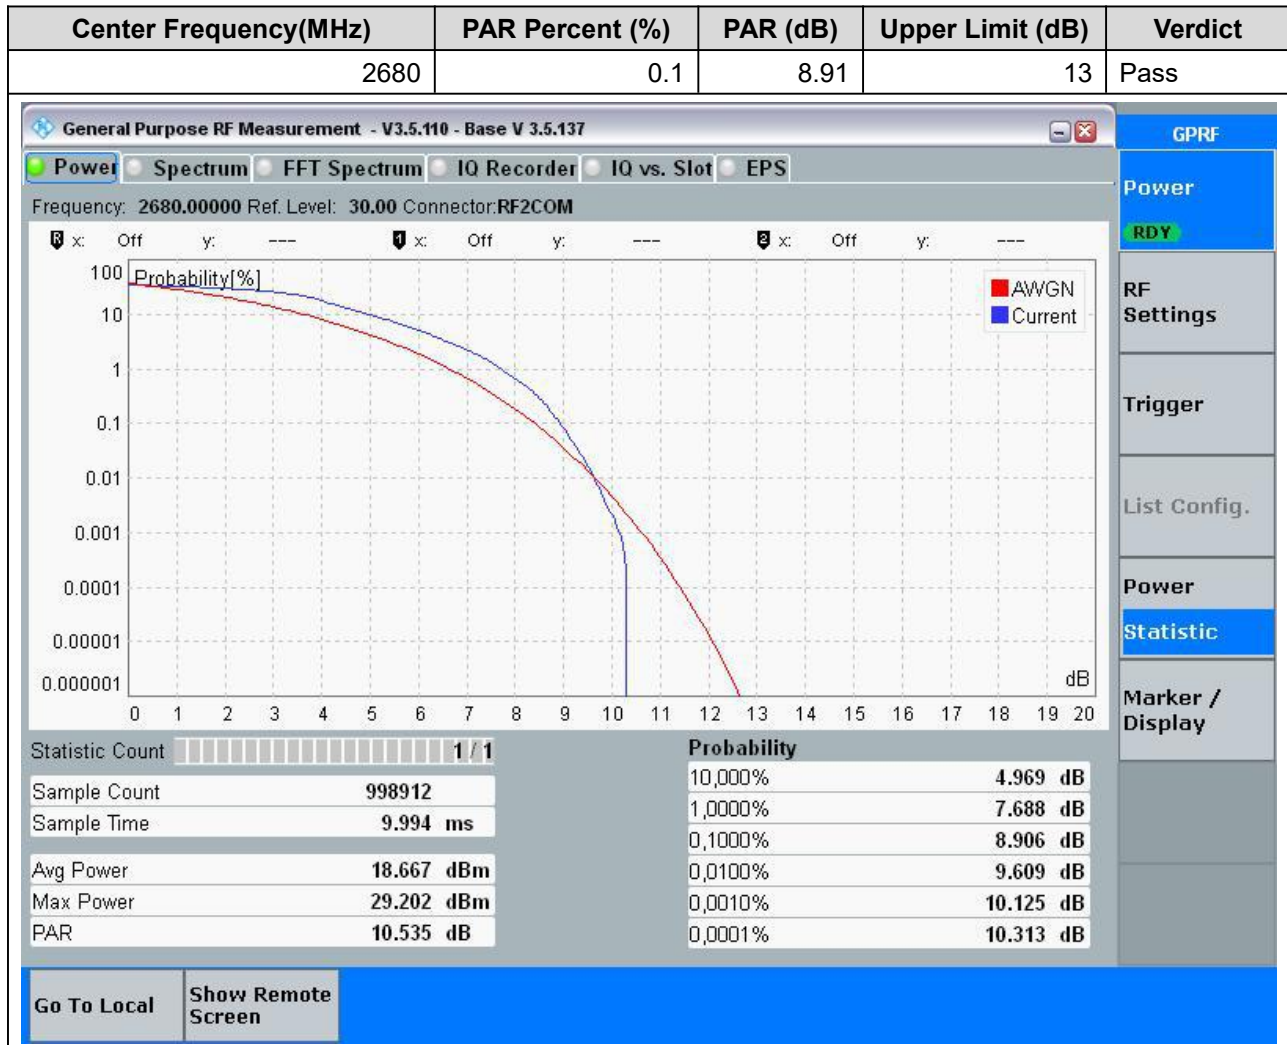 Center Frequency(MHz) PAR Percent (%) PAR (dB) Upper Limit (dB) Verdict
2680 0.1 8.91 13 Pass
General Purpose RF Measurement - V3.5.110 - Base V 3.5.137
GPRF
Power Spectrum FFT Spectrum IQ Recorder IQ vs. Slot EPS
Power
RDY
Frequency: 2680.00000 Ref. Level: 30.00 Connector:RF2COM
R x: Off y: --- 1 x: Off y: --- 2 x: Off y: ---
Probability[%]
100
10
1
0.1
0.01
0.001
0.0001
0.00001
0.000001
AWGN
Current
dB
0 1 2 3 4 5 6 7 8 9 10 11 12 13 14 15 16 17 18 19 20
RF
Settings
Trigger
List Config.
Power
Statistic
Marker /
Display
Statistic Count 1 / 1
Sample Count 998912
Sample Time 9.994 ms
Avg Power 18.667 dBm
Max Power 29.202 dBm
PAR 10.535 dB
Probability
10,000% 4.969 dB
1,0000% 7.688 dB
0,1000% 8.906 dB
0,0100% 9.609 dB
0,0010% 10.125 dB
0,0001% 10.313 dB
Go To Local
Show Remote
Screen